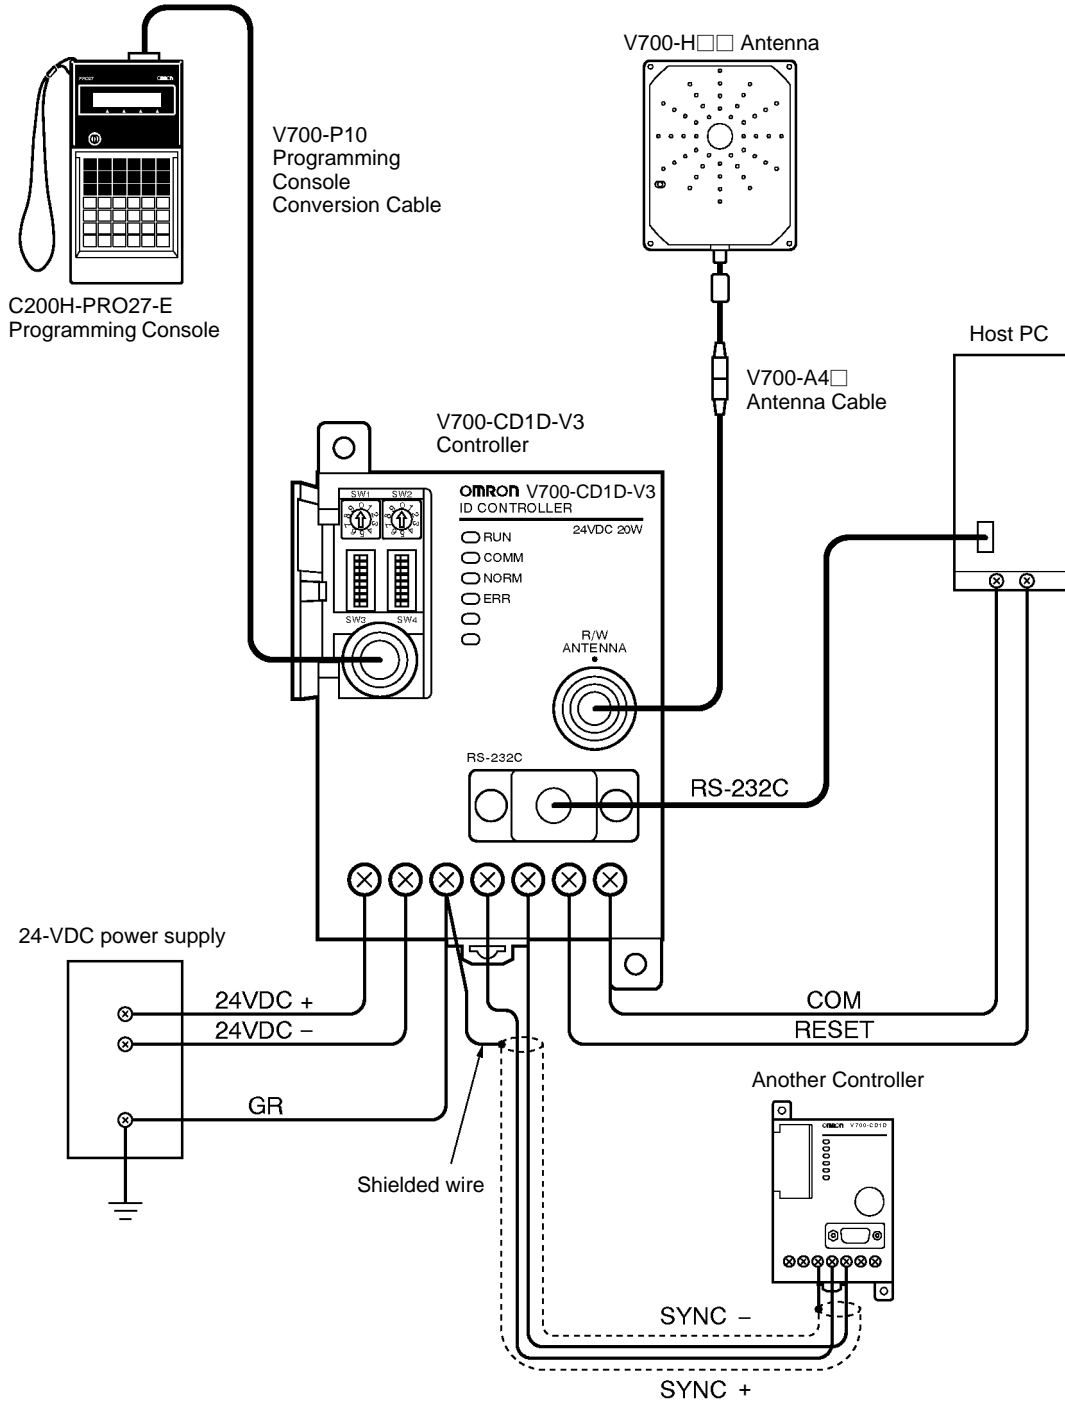 V700-H□□ Antenna
PRO27
OMRON
V700-P10
Programming
Console
Conversion Cable
C200H-PRO27-E
Programming Console
Host PC
V700-A4□
Antenna Cable
V700-CD1D-V3
Controller
SW1 SW2
OMRON V700-CD1D-V3
ID CONTROLLER
24VDC 20W
RUN
COMM
NORM
ERR
SW3 SW4
R/W
ANTENNA
RS-232C
RS-232C
24-VDC power supply
24VDC +
24VDC –
GR
COM
RESET
Another Controller
OMRON V700-CD1D
Shielded wire
SYNC –
SYNC +